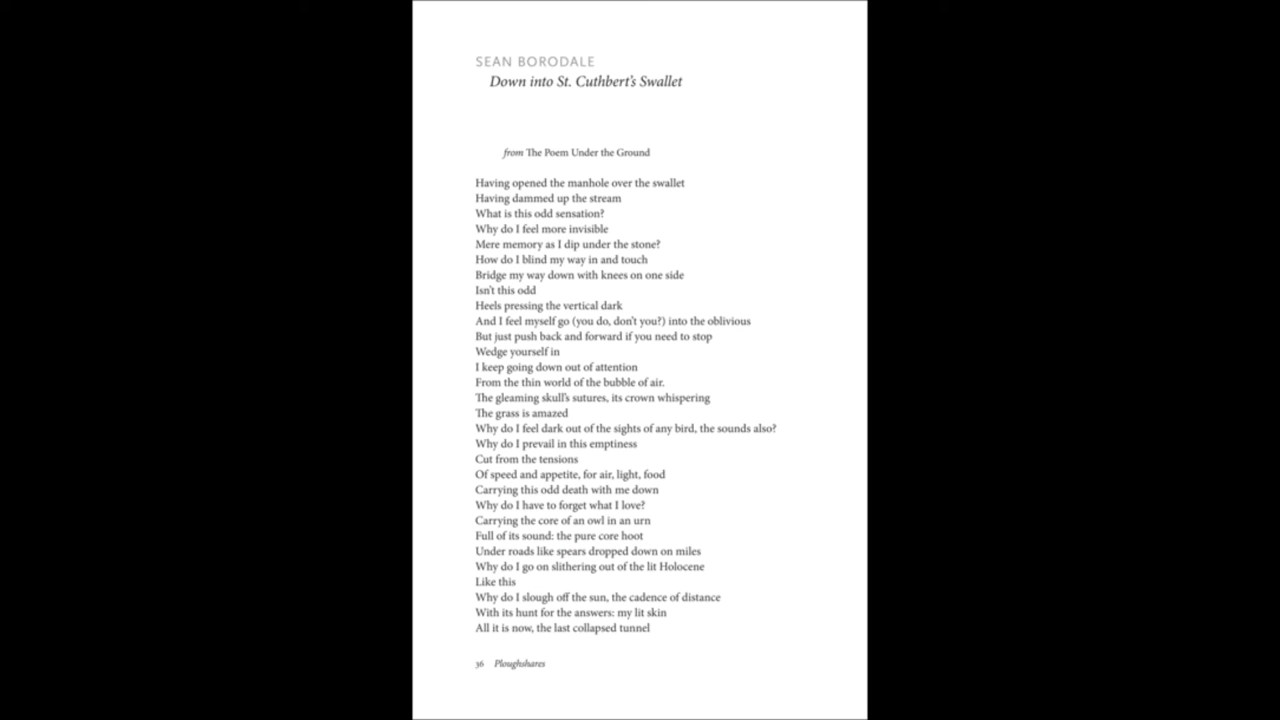 SEAN BORODALE
Down into St. Cuthbert's Swallet
from The Poem Under the Ground
Having opened the manhole over the swallet
Having dammed up the stream
What is this odd sensation?
Why do I feel more invisible
Mere memory as I dip under the stone?
How do I blind my way in and touch
Bridge my way down with knees on one side
Isn't this odd
Heels pressing the vertical dark
And I feel myself go (you do, don't you?) into the oblivious
But just push back and forward if you need to stop
Wedge yourself in
I keep going down out of attention
From the thin world of the bubble of air.
The gleaming skull's sutures, its crown whispering
The grass is amazed
Why do I feel dark out of the sights of any bird, the sounds also?
Why do I prevail in this emptiness
Cut from the tensions
Of speed and appetite, for air, light, food
Carrying this odd death with me down
Why do I have to forget what I love?
Carrying the core of an owl in an urn
Full of its sound: the pure core hoot
Under roads like spears dropped down on miles
Why do I go on slithering out of the lit Holocene
Like this
Why do I slough off the sun, the cadence of distance
With its hunt for the answers: my lit skin
All it is now, the last collapsed tunnel
36 Ploughshares